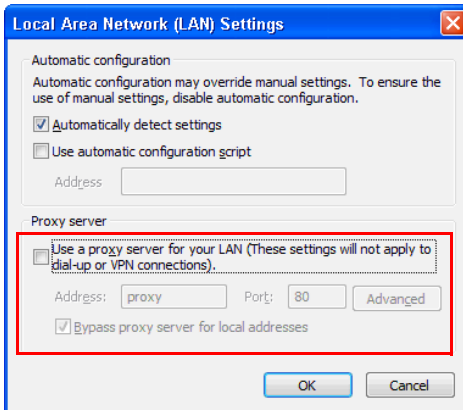 Local Area Network (LAN) Settings
Automatic configuration
Automatic configuration may override manual settings. To ensure the
use of manual settings, disable automatic configuration.
Automatically detect settings
Use automatic configuration script
Address
Proxy server
Use a proxy server for your LAN (These settings will not apply to
dial-up or VPN connections).
Address: proxy Port: 80 Advanced
Bypass proxy server for local addresses
OK Cancel